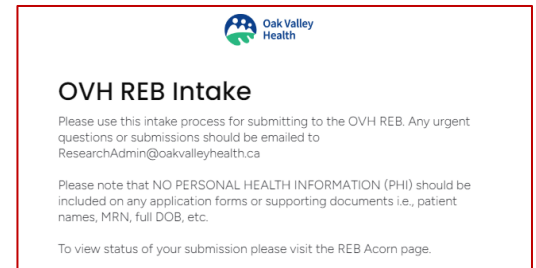 Oak Valley
Health
OVH REB Intake
Please use this intake process for submitting to the OVH REB. Any urgent
questions or submissions should be emailed to
ResearchAdmin@oakvalleyhealth.ca
Please note that NO PERSONAL HEALTH INFORMATION (PHI) should be
included on any application forms or supporting documents i.e., patient
names, MRN, full DOB, etc.
To view status of your submission please visit the REB Acorn page.